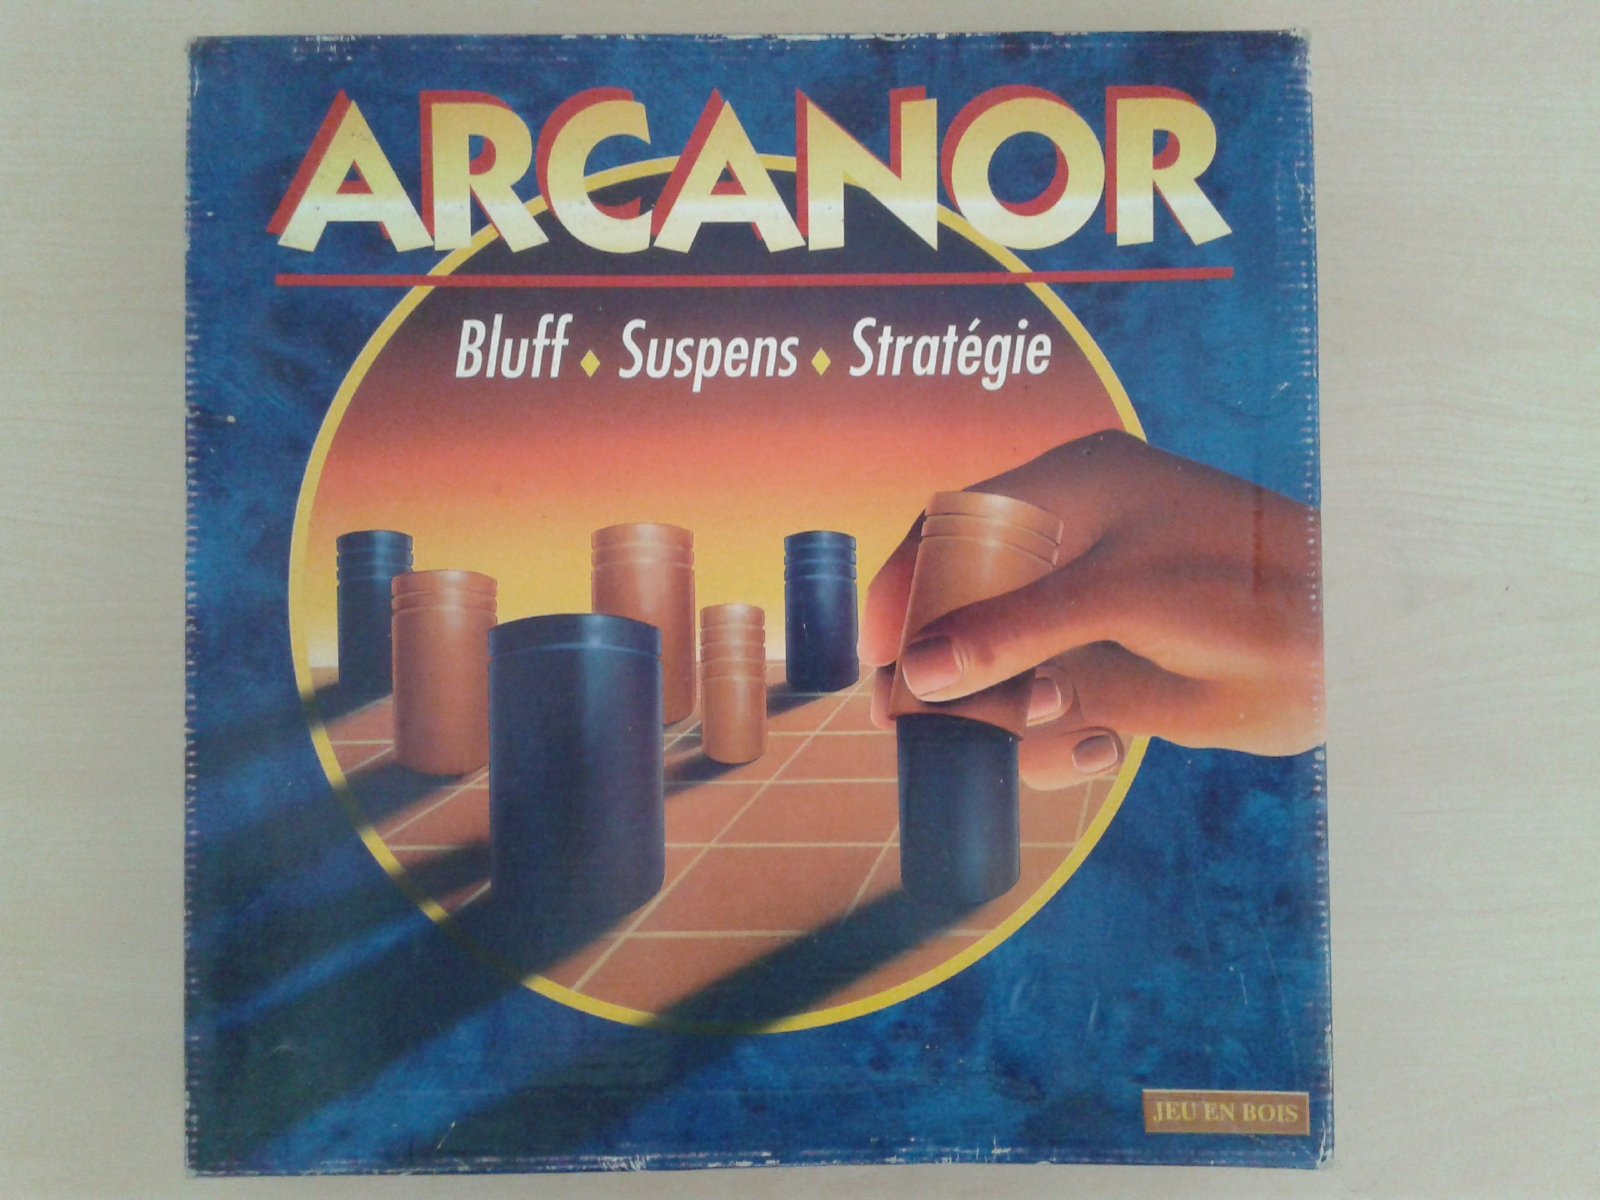 ARCANOR
Bluff ♦ Suspens ♦ Stratégie
JEU EN BOIS